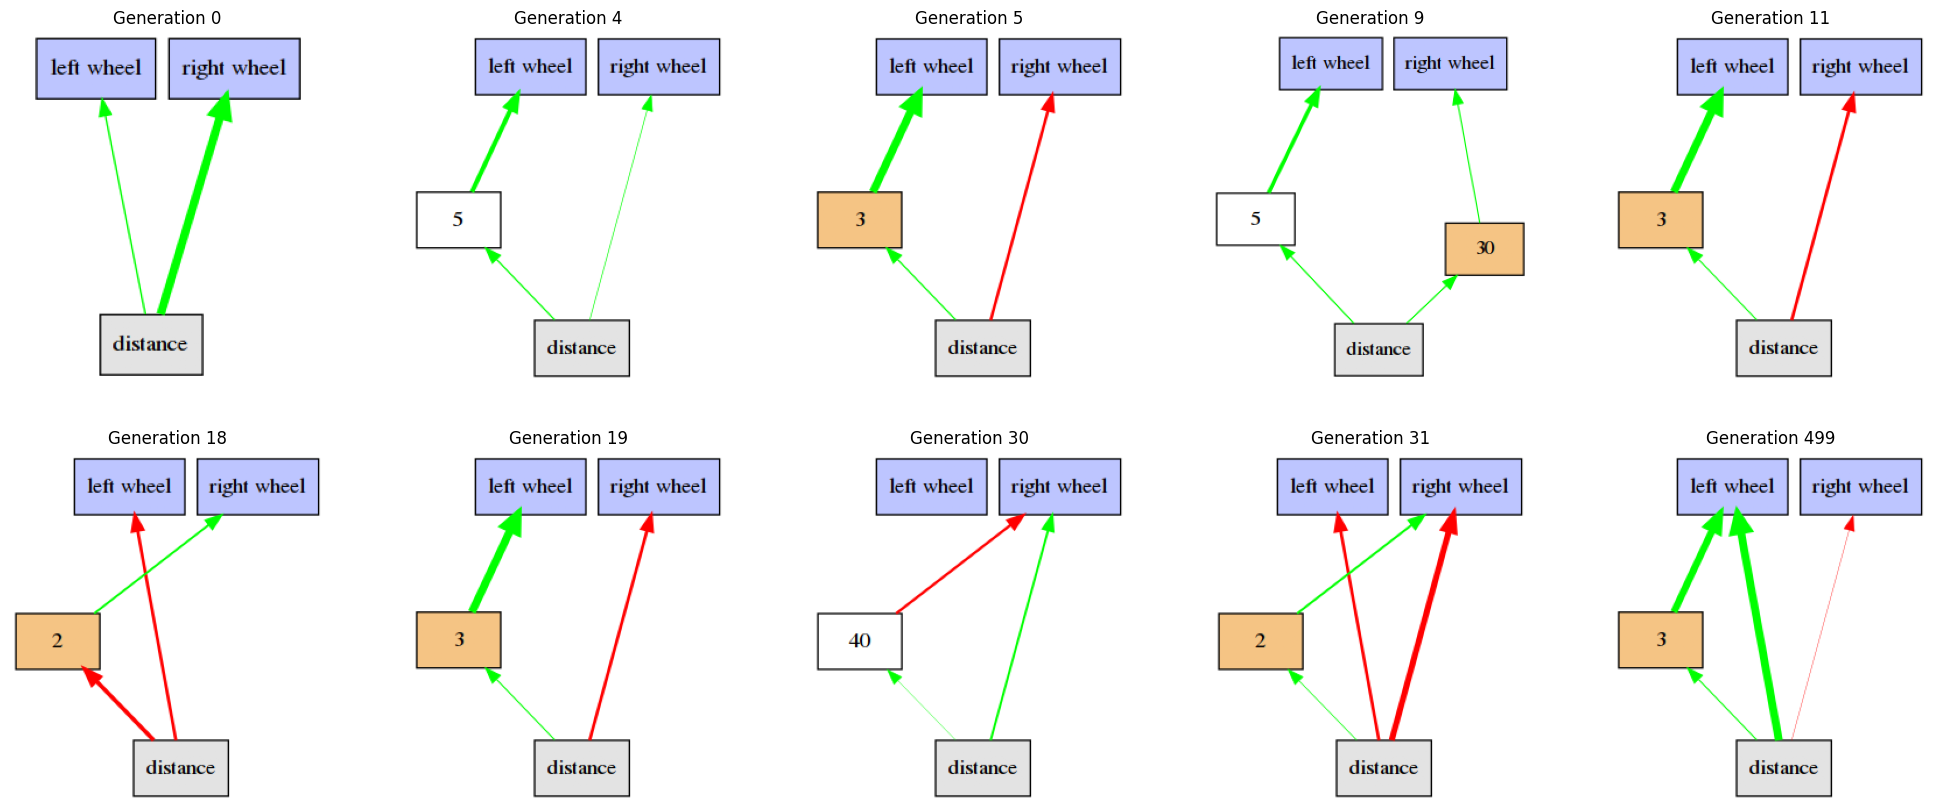 Generation 0
left wheel
right wheel
distance
Generation 4
left wheel
right wheel
5
distance
Generation 5
left wheel
right wheel
3
distance
Generation 9
left wheel
right wheel
5
30
distance
Generation 11
left wheel
right wheel
3
distance
Generation 18
left wheel
right wheel
2
distance
Generation 19
left wheel
right wheel
3
distance
Generation 30
left wheel
right wheel
40
distance
Generation 31
left wheel
right wheel
2
distance
Generation 499
left wheel
right wheel
3
distance